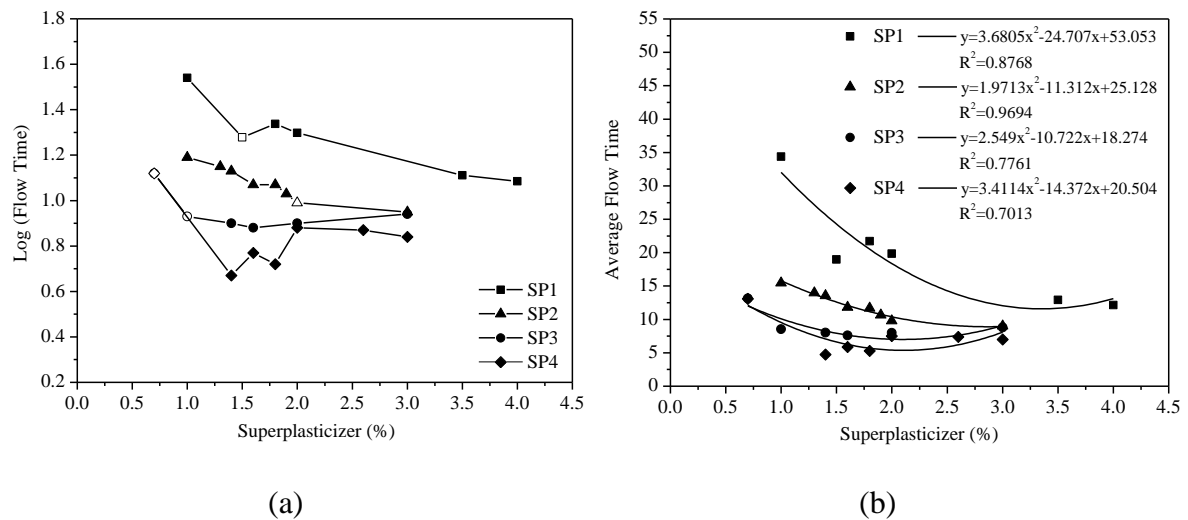 1.8
1.6
1.4
1.2
1.0
0.8
0.6
0.4
0.2
Log (Flow Time)
SP1
SP2
SP3
SP4
0.0 0.5 1.0 1.5 2.0 2.5 3.0 3.5 4.0 4.5
Superplasticizer (%)
(a)
55
50
45
40
35
30
25
20
15
10
5
0
Average Flow Time
SP1 y=3.6805x²-24.707x+53.053
R²=0.8768
SP2 y=1.9713x²-11.312x+25.128
R²=0.9694
SP3 y=2.549x²-10.722x+18.274
R²=0.7761
SP4 y=3.4114x²-14.372x+20.504
R²=0.7013
0.0 0.5 1.0 1.5 2.0 2.5 3.0 3.5 4.0 4.5
Superplasticizer (%)
(b)